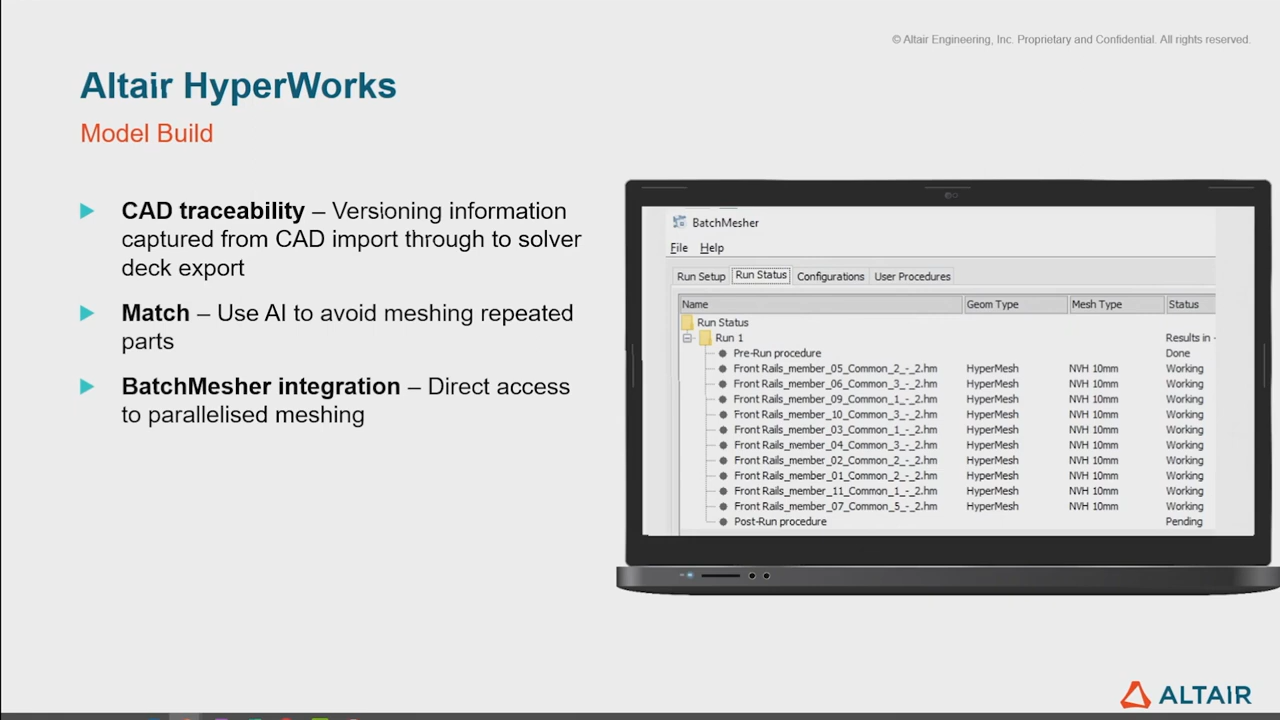 © Altair Engineering, Inc. Proprietary and Confidential. All rights reserved.
Altair HyperWorks
Model Build
CAD traceability – Versioning information
captured from CAD import through to solver
deck export
Match – Use AI to avoid meshing repeated
parts
BatchMesher integration – Direct access
to parallelised meshing
BatchMesher
File Help
Run Setup Run Status Configurations User Procedures
Name Geom Type Mesh Type Status
Run Status
Run 1 Results in -
Pre-Run procedure Done
Front Rails_member_05_Common_2_-_2.hm HyperMesh NVH 10mm Working
Front Rails_member_06_Common_3_-_2.hm HyperMesh NVH 10mm Working
Front Rails_member_09_Common_1_-_2.hm HyperMesh NVH 10mm Working
Front Rails_member_10_Common_3_-_2.hm HyperMesh NVH 10mm Working
Front Rails_member_03_Common_1_-_2.hm HyperMesh NVH 10mm Working
Front Rails_member_04_Common_3_-_2.hm HyperMesh NVH 10mm Working
Front Rails_member_02_Common_2_-_2.hm HyperMesh NVH 10mm Working
Front Rails_member_01_Common_2_-_2.hm HyperMesh NVH 10mm Working
Front Rails_member_11_Common_1_-_2.hm HyperMesh NVH 10mm Working
Front Rails_member_07_Common_5_-_2.hm HyperMesh NVH 10mm Working
Post-Run procedure Pending
ALTAIR